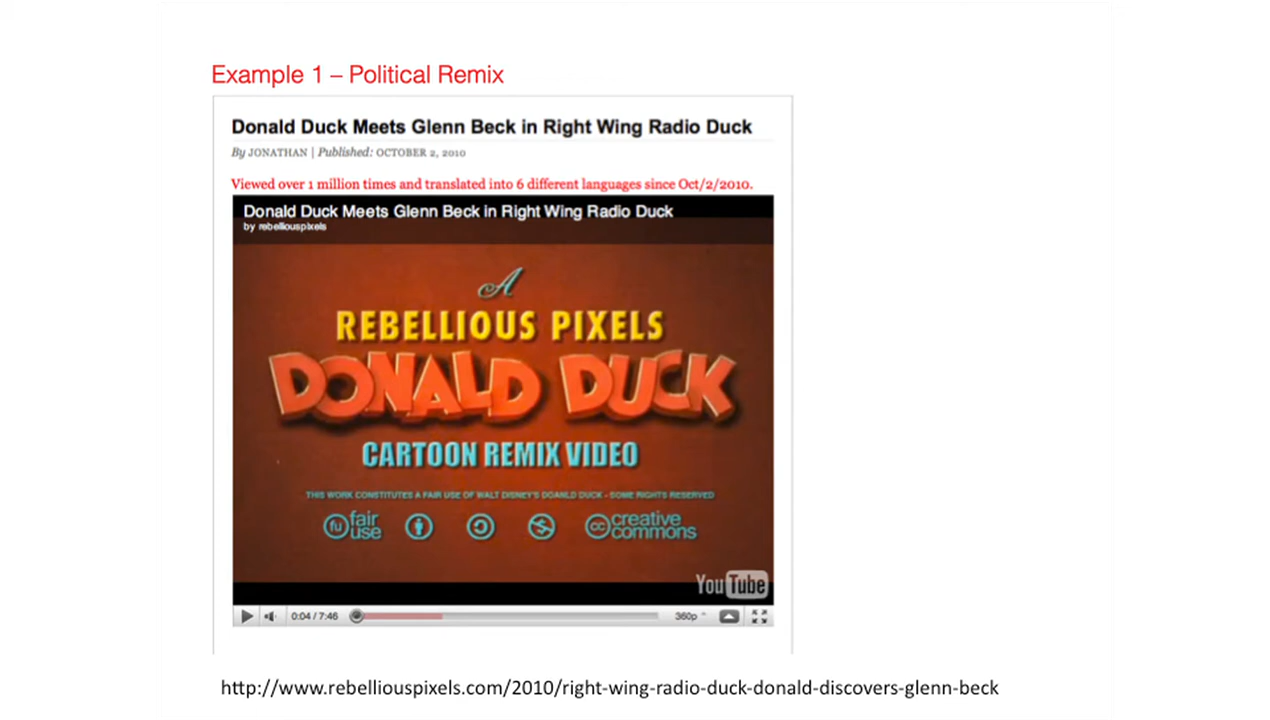 Example 1 – Political Remix
Donald Duck Meets Glenn Beck in Right Wing Radio Duck
By JONATHAN | Published: OCTOBER 2, 2010
Viewed over 1 million times and translated into 6 different languages since Oct/2/2010.
Donald Duck Meets Glenn Beck in Right Wing Radio Duck
by rebelliouspixels
A
REBELLIOUS PIXELS
DONALD DUCK
CARTOON REMIX VIDEO
THIS WORK CONSTITUTES A FAIR USE OF WALT DISNEY'S DOANLD DUCK - SOME RIGHTS RESERVED
fu fair use cc creative commons
YouTube
0:04 / 7:46 360p
http://www.rebelliouspixels.com/2010/right-wing-radio-duck-donald-discovers-glenn-beck